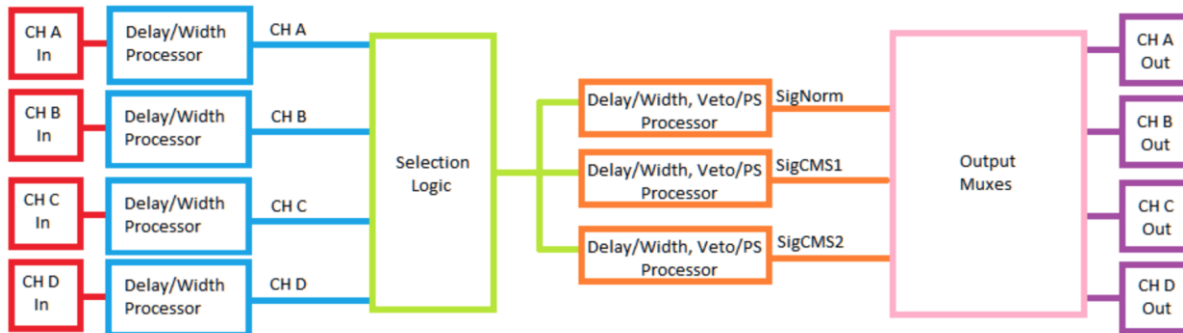 CH A
In
Delay/Width
Processor
CH A
CH B
In
Delay/Width
Processor
CH B
CH C
In
Delay/Width
Processor
CH C
CH D
In
Delay/Width
Processor
CH D
Selection
Logic
Delay/Width, Veto/PS
Processor
SigNorm
Delay/Width, Veto/PS
Processor
SigCMS1
Delay/Width, Veto/PS
Processor
SigCMS2
Output
Muxes
CH A
Out
CH B
Out
CH C
Out
CH D
Out